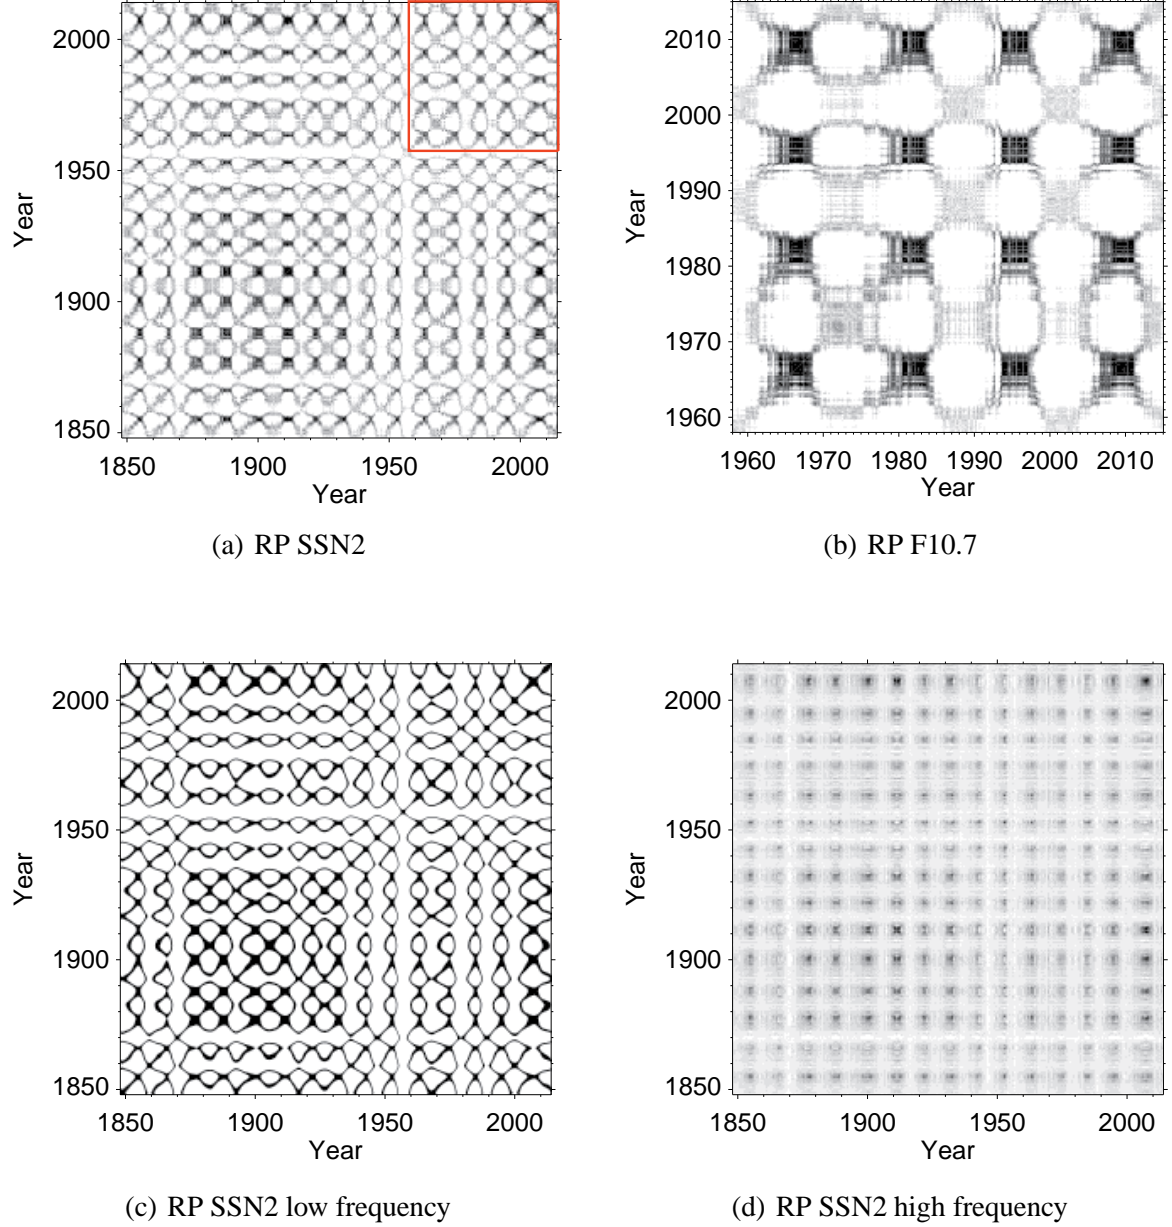 2000
1950
1900
1850
Year
1850 1900 1950 2000
Year
(a) RP SSN2
2010
2000
1990
1980
1970
1960
Year
1960 1970 1980 1990 2000 2010
Year
(b) RP F10.7
2000
1950
1900
1850
Year
1850 1900 1950 2000
Year
(c) RP SSN2 low frequency
2000
1950
1900
1850
Year
1850 1900 1950 2000
Year
(d) RP SSN2 high frequency